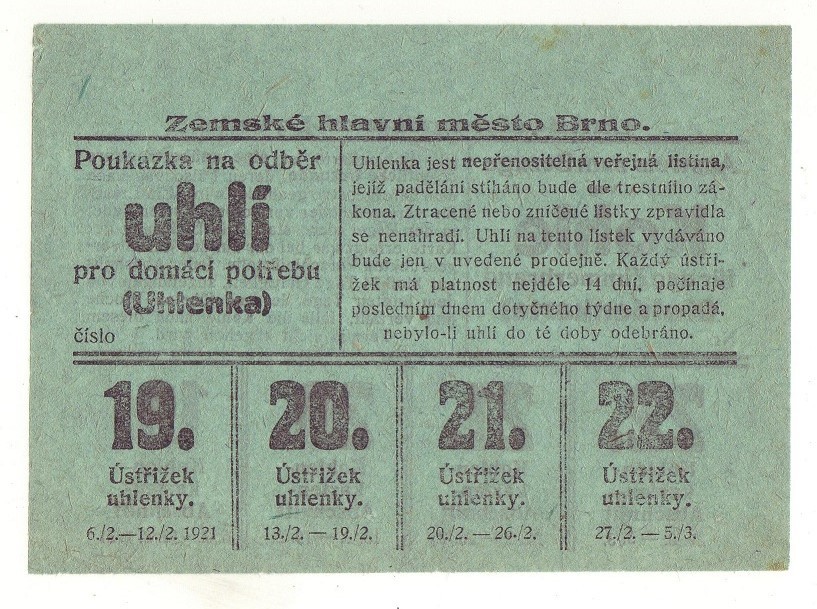 Zemské hlavní město Brno.
Poukazka na odběr
uhlí
pro domácí potřebu
(Uhlenka)
číslo
Uhlenka jest nepřenositelná veřejná listina,
jejíž padělání stíháno bude dle trestního zá-
kona. Ztracené nebo zničené lístky zpravidla
se nenahradí. Uhlí na tento lístek vydáváno
bude jen v uvedené prodejně. Každý ústři-
žek má platnost nejdéle 14 dní, počínaje
posledním dnem dotyčného týdne a propadá,
nebylo-li uhlí do té doby odebráno.
19.
Ústřižek
uhlenky.
6./2.—12./2. 1921
20.
Ústřižek
uhlenky.
13./2. — 19./2.
21.
Ústřižek
uhlenky.
20./2. — 26./2.
22.
Ústřižek
uhlenky.
27./2. — 5./3.